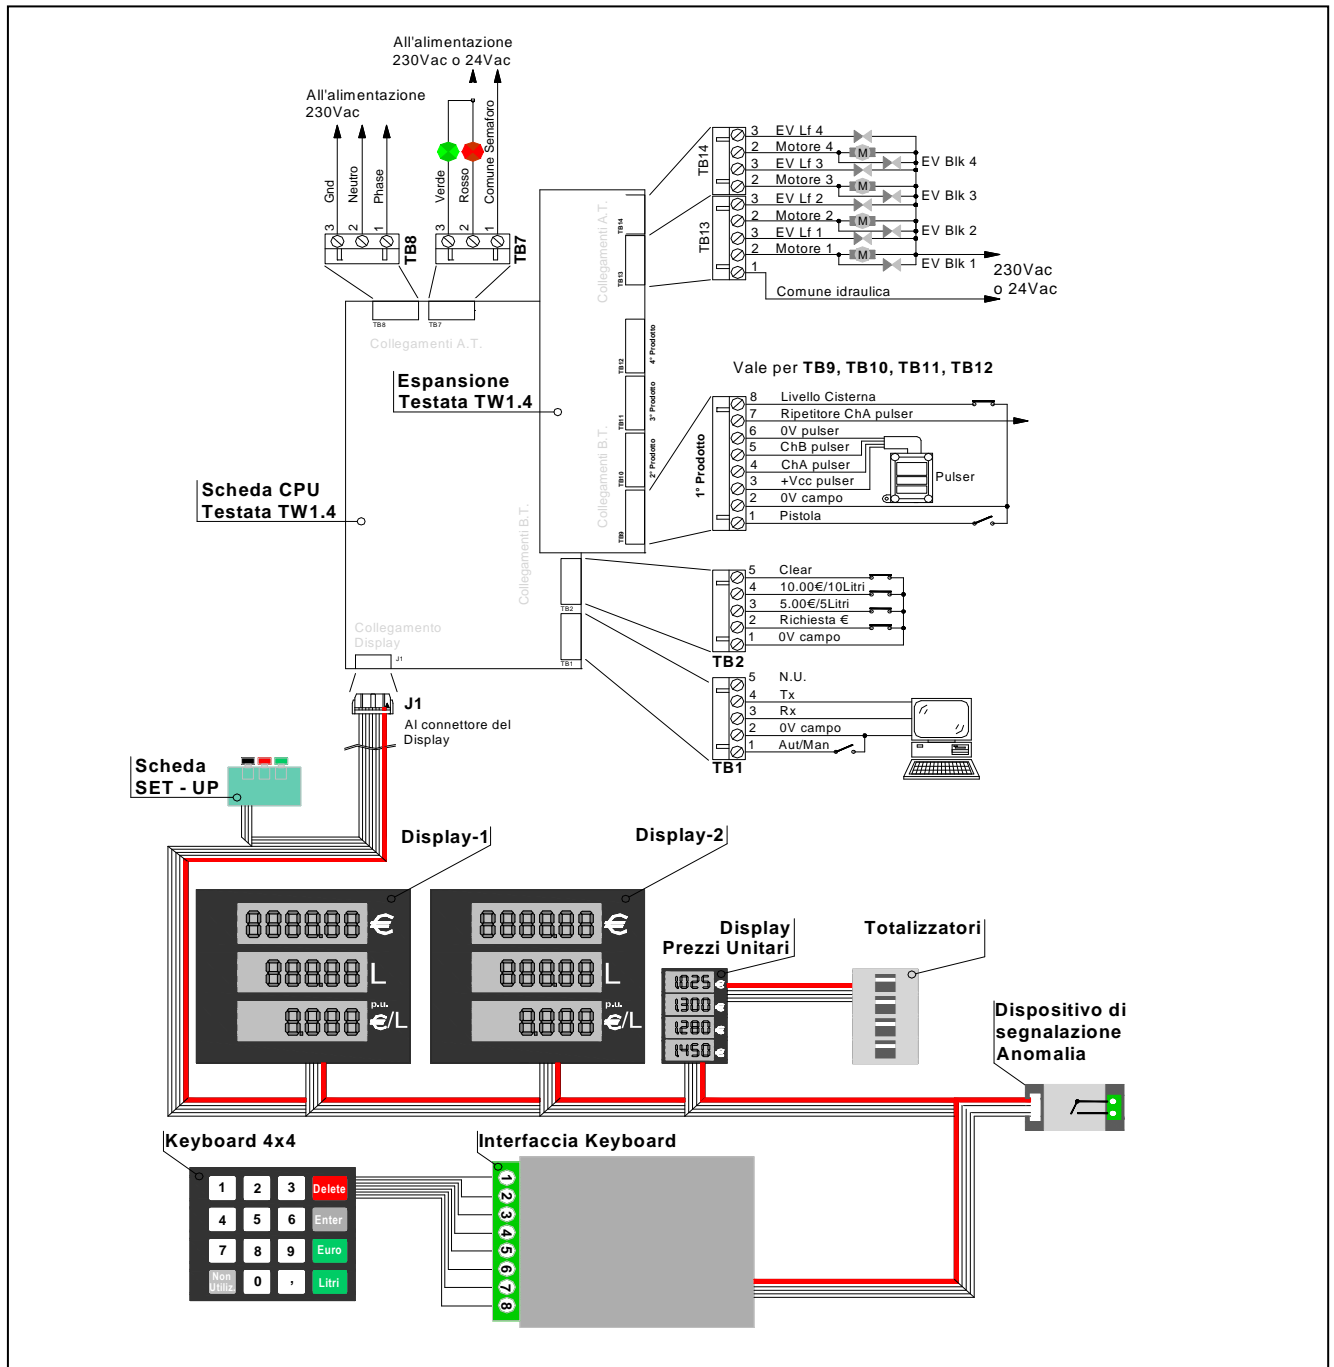 All'alimentazione
230Vac o 24Vac
All'alimentazione
230Vac
Gnd
Neutro
Phase
Verde
Rosso
Comune Semaforo
3
2
1
TB8
3
2
1
TB7
TB8
TB7
Collegamenti A.T.
Collegamenti A.T.
TB14
TB13
TB14
TB13
3 EV Lf 4
2 Motore 4
3 EV Lf 3
2 Motore 3
3 EV Lf 2
2 Motore 2
3 EV Lf 1
2 Motore 1
1
Comune idraulica
M
M
M
M
EV Blk 4
EV Blk 3
EV Blk 2
EV Blk 1
230Vac
o 24Vac
Espansione
Testata TW1.4
Scheda CPU
Testata TW1.4
TB12
4° Prodotto
TB11
3° Prodotto
TB10
2° Prodotto
TB9
Collegamenti B.T.
Collegamenti B.T.
Vale per TB9, TB10, TB11, TB12
1° Prodotto
8 Livello Cisterna
7 Ripetitore ChA pulser
6 0V pulser
5 ChB pulser
4 ChA pulser
3 +Vcc pulser
2 0V campo
1 Pistola
Pulser
TB2
TB1
5 Clear
4 10.00€/10Litri
3 5.00€/5Litri
2 Richiesta €
1 0V campo
TB2
5 N.U.
4 Tx
3 Rx
2 0V campo
1 Aut/Man
TB1
Collegamento
Display
J1
J1
Al connettore del
Display
Scheda
SET - UP
Display-1
888888 €
88888 L
p.u.
8.888 €/L
Display-2
888888 €
88888 L
p.u.
8.888 €/L
Display
Prezzi Unitari
1.025 €
1.300 €
1.280 €
1.450 €
Totalizzatori
Dispositivo di
segnalazione
Anomalia
Keyboard 4x4
1 2 3 Delete
4 5 6 Enter
7 8 9 Euro
Non
Utiliz. 0 , Litri
Interfaccia Keyboard
1
2
3
4
5
6
7
8